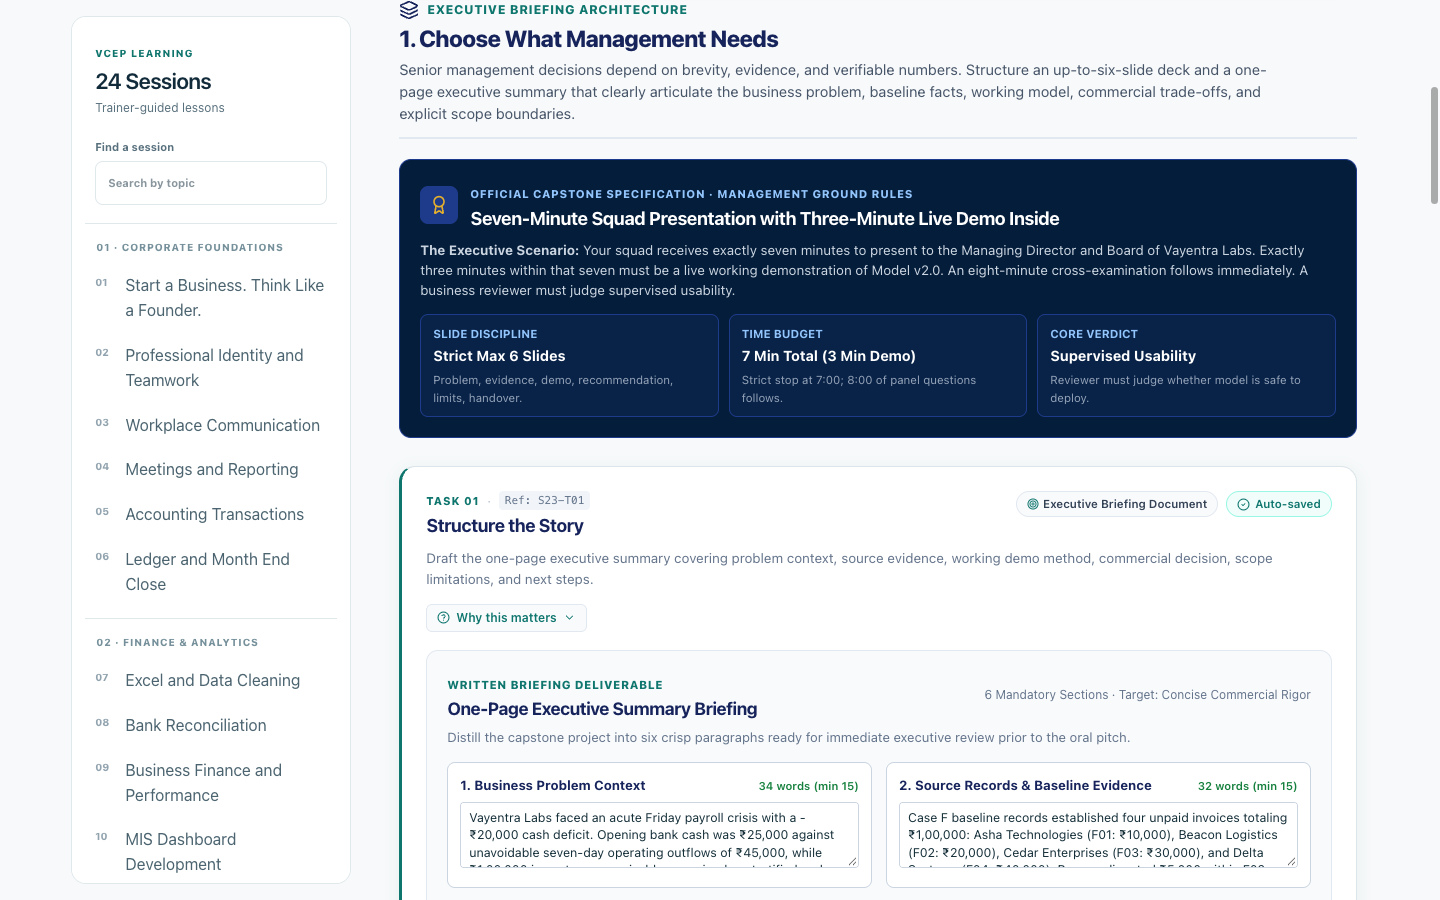 VCEP LEARNING
24 Sessions
Trainer-guided lessons
Find a session
Search by topic
01 · CORPORATE FOUNDATIONS
01 Start a Business. Think Like
a Founder.
02 Professional Identity and
Teamwork
03 Workplace Communication
04 Meetings and Reporting
05 Accounting Transactions
06 Ledger and Month End
Close
02 · FINANCE & ANALYTICS
07 Excel and Data Cleaning
08 Bank Reconciliation
09 Business Finance and
Performance
10 MIS Dashboard
Development
EXECUTIVE BRIEFING ARCHITECTURE
1. Choose What Management Needs
Senior management decisions depend on brevity, evidence, and verifiable numbers. Structure an up-to-six-slide deck and a one-
page executive summary that clearly articulate the business problem, baseline facts, working model, commercial trade-offs, and
explicit scope boundaries.
OFFICIAL CAPSTONE SPECIFICATION · MANAGEMENT GROUND RULES
Seven-Minute Squad Presentation with Three-Minute Live Demo Inside
The Executive Scenario: Your squad receives exactly seven minutes to present to the Managing Director and Board of Vayentra Labs. Exactly
three minutes within that seven must be a live working demonstration of Model v2.0. An eight-minute cross-examination follows immediately. A
business reviewer must judge supervised usability.
SLIDE DISCIPLINE
Strict Max 6 Slides
Problem, evidence, demo, recommendation,
limits, handover.
TIME BUDGET
7 Min Total (3 Min Demo)
Strict stop at 7:00; 8:00 of panel questions
follows.
CORE VERDICT
Supervised Usability
Reviewer must judge whether model is safe to
deploy.
TASK 01 · Ref: S23-T01
Structure the Story
Executive Briefing Document
Auto-saved
Draft the one-page executive summary covering problem context, source evidence, working demo method, commercial decision, scope
limitations, and next steps.
Why this matters
WRITTEN BRIEFING DELIVERABLE
One-Page Executive Summary Briefing
6 Mandatory Sections · Target: Concise Commercial Rigor
Distill the capstone project into six crisp paragraphs ready for immediate executive review prior to the oral pitch.
1. Business Problem Context 34 words (min 15)
Vayentra Labs faced an acute Friday payroll crisis with a -
₹20,000 cash deficit. Opening bank cash was ₹25,000 against
unavoidable seven-day operating outflows of ₹45,000, while
2. Source Records & Baseline Evidence 32 words (min 15)
Case F baseline records established four unpaid invoices totaling
₹1,00,000: Asha Technologies (F01: ₹10,000), Beacon Logistics
(F02: ₹20,000), Cedar Enterprises (F03: ₹30,000), and Delta